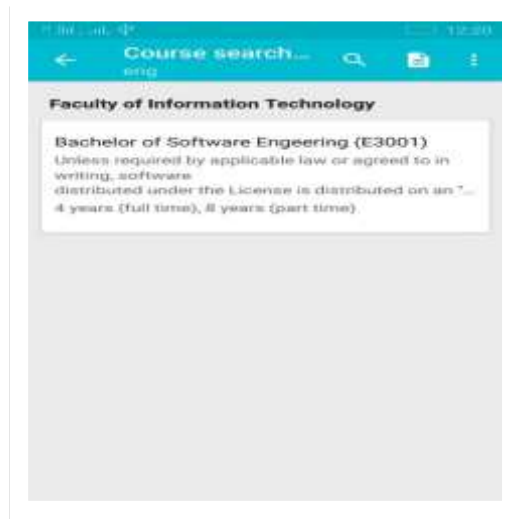 12:20
Course search...
eng
Faculty of Information Technology
Bachelor of Software Engeering (E3001)
Unless required by applicable law or agreed to in
writing, software
distributed under the License is distributed on an "...
4 years (full time), 8 years (part time)